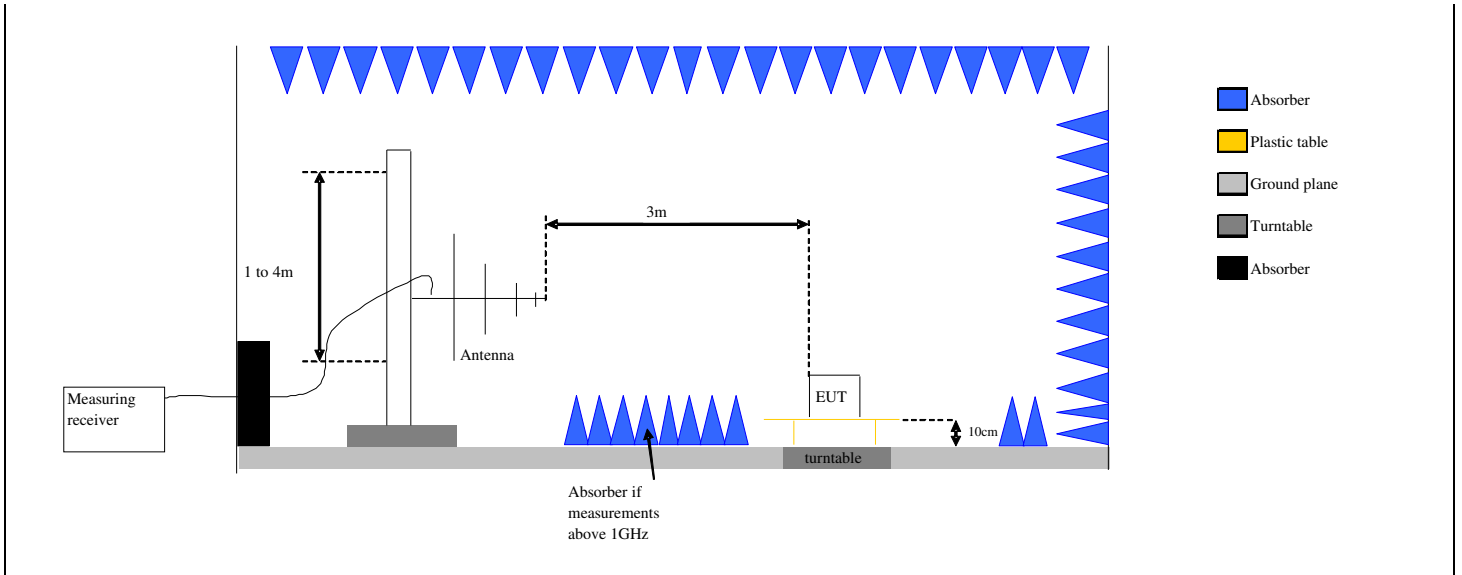 Absorber
Plastic table
Ground plane
Turntable
Absorber
3m
1 to 4m
Antenna
Measuring
receiver
EUT
10cm
turntable
Absorber if
measurements
above 1GHz